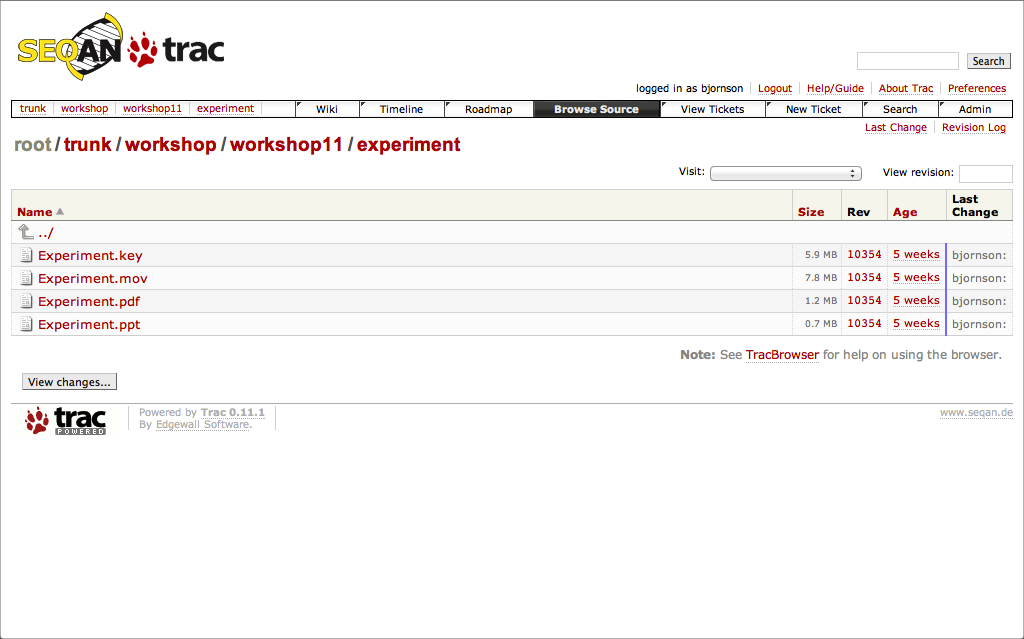 SEQAN trac
Search
logged in as bjornson Logout Help/Guide About Trac Preferences
trunk workshop workshop11 experiment Wiki Timeline Roadmap Browse Source View Tickets New Ticket Search Admin
Last Change Revision Log
root / trunk / workshop / workshop11 / experiment
Visit: View revision:
Name Size Rev Age Last Change
../
Experiment.key 5.9 MB 10354 5 weeks bjornson:
Experiment.mov 7.8 MB 10354 5 weeks bjornson:
Experiment.pdf 1.2 MB 10354 5 weeks bjornson:
Experiment.ppt 0.7 MB 10354 5 weeks bjornson:
Note: See TracBrowser for help on using the browser.
View changes...
trac POWERED
Powered by Trac 0.11.1
By Edgewall Software.
www.seqan.de